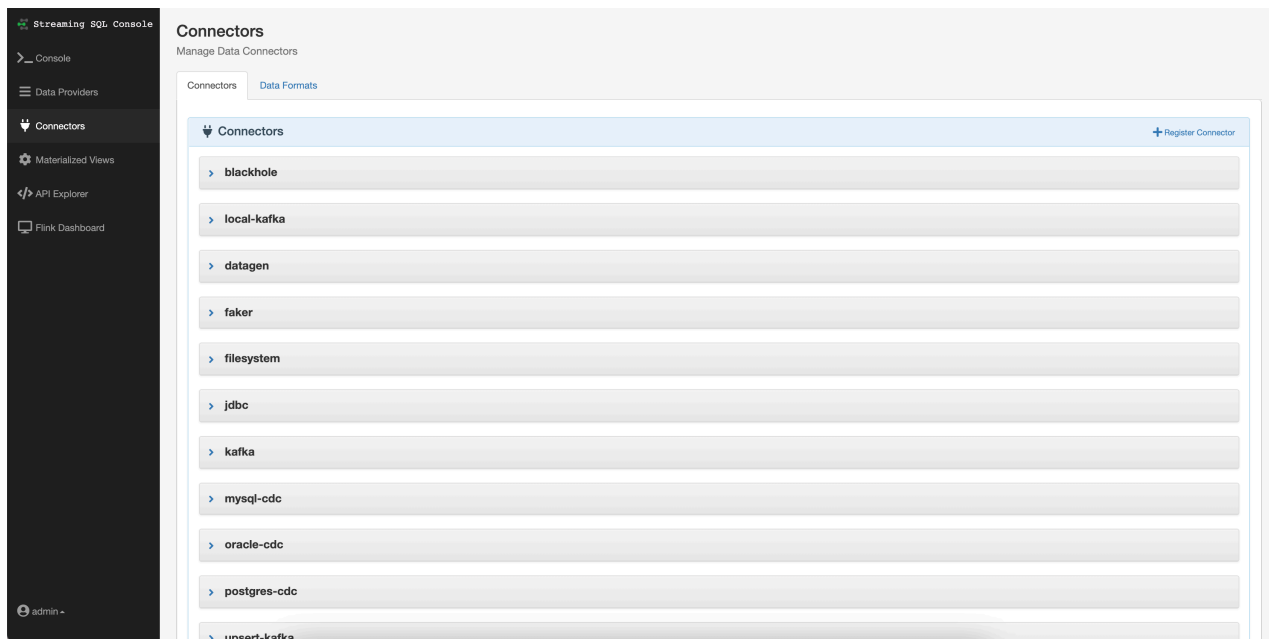 Streaming SQL Console
Console
Data Providers
Connectors
Materialized Views
API Explorer
Flink Dashboard
admin
Connectors
Manage Data Connectors
Connectors
Data Formats
Connectors
Register Connector
blackhole
local-kafka
datagen
faker
filesystem
jdbc
kafka
mysql-cdc
oracle-cdc
postgres-cdc
upsert-kafka